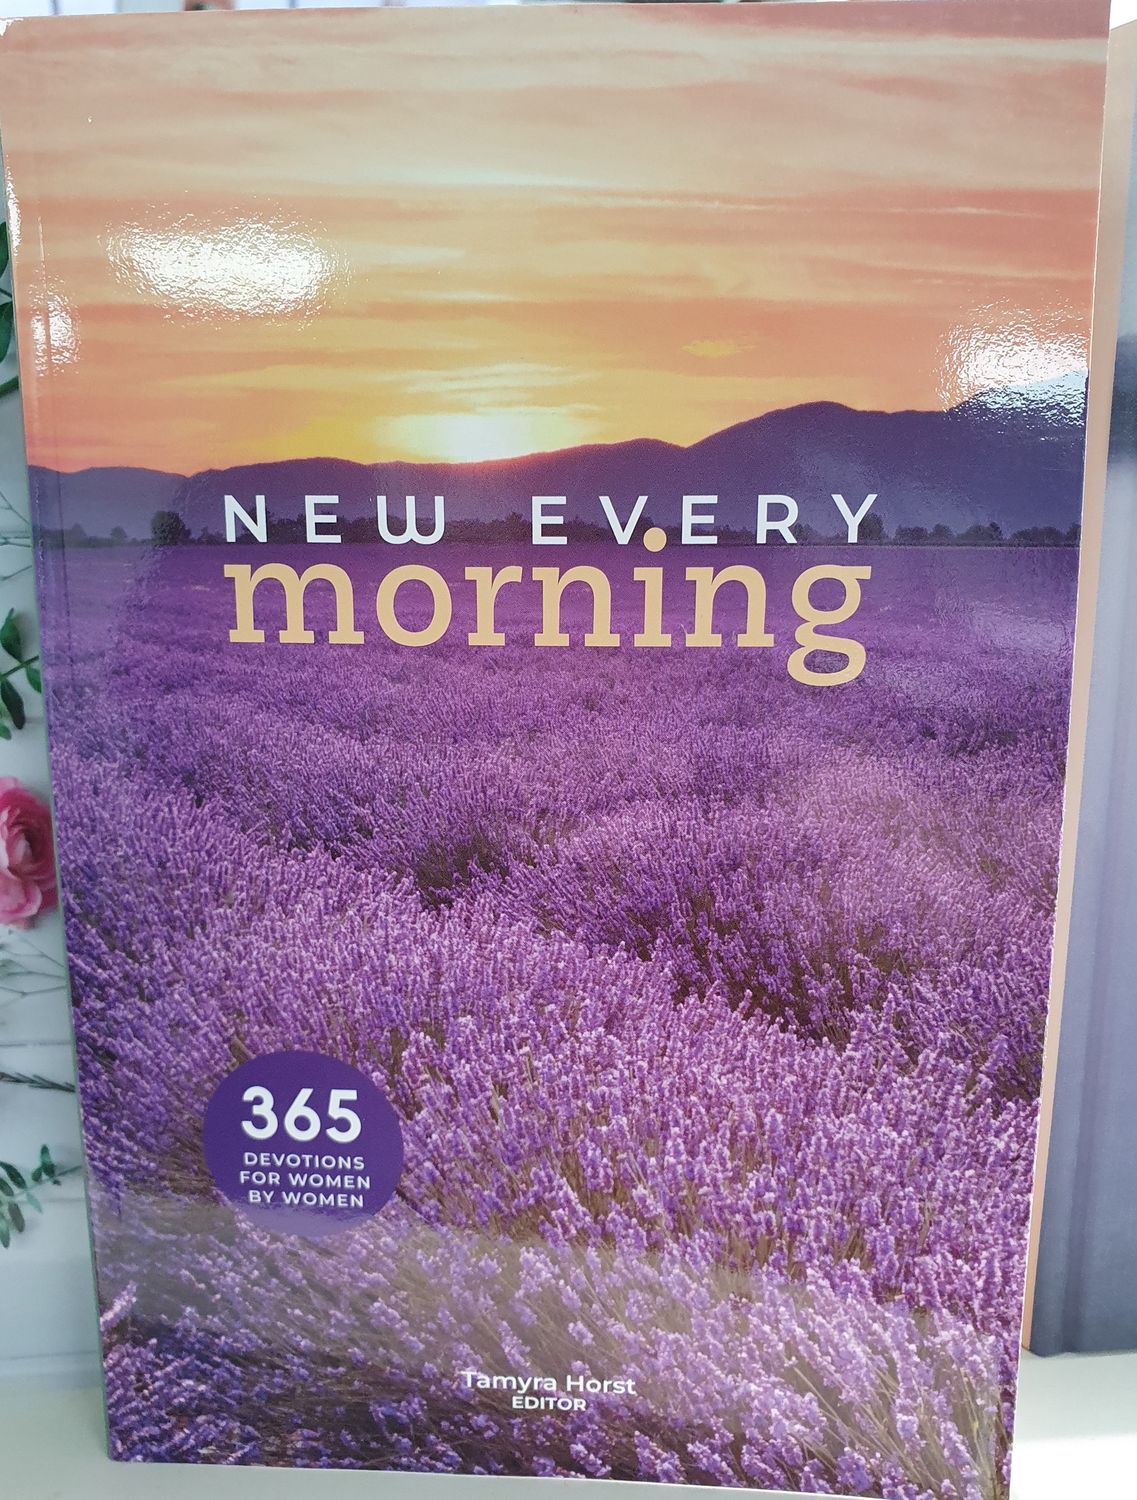 NEW EVERY
morning
365
DEVOTIONS
FOR WOMEN
BY WOMEN
Tamyra Horst
EDITOR